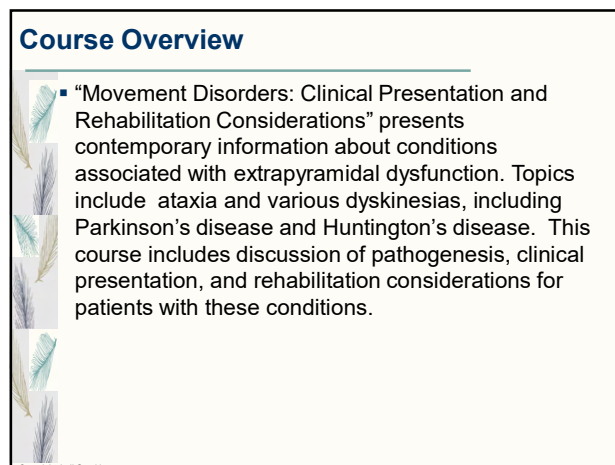 Course Overview
▪ “Movement Disorders: Clinical Presentation and
Rehabilitation Considerations” presents
contemporary information about conditions
associated with extrapyramidal dysfunction. Topics
include  ataxia and various dyskinesias, including
Parkinson’s disease and Huntington’s disease.  This
course includes discussion of pathogenesis, clinical
presentation, and rehabilitation considerations for
patients with these conditions.